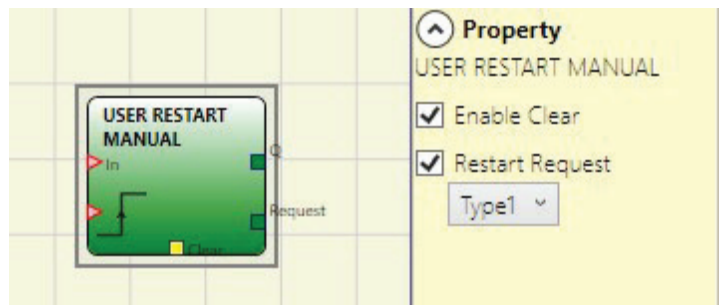 USER RESTART
MANUAL
In
Q
Request
Clear
Property
USER RESTART MANUAL
Enable Clear
Restart Request
Type1